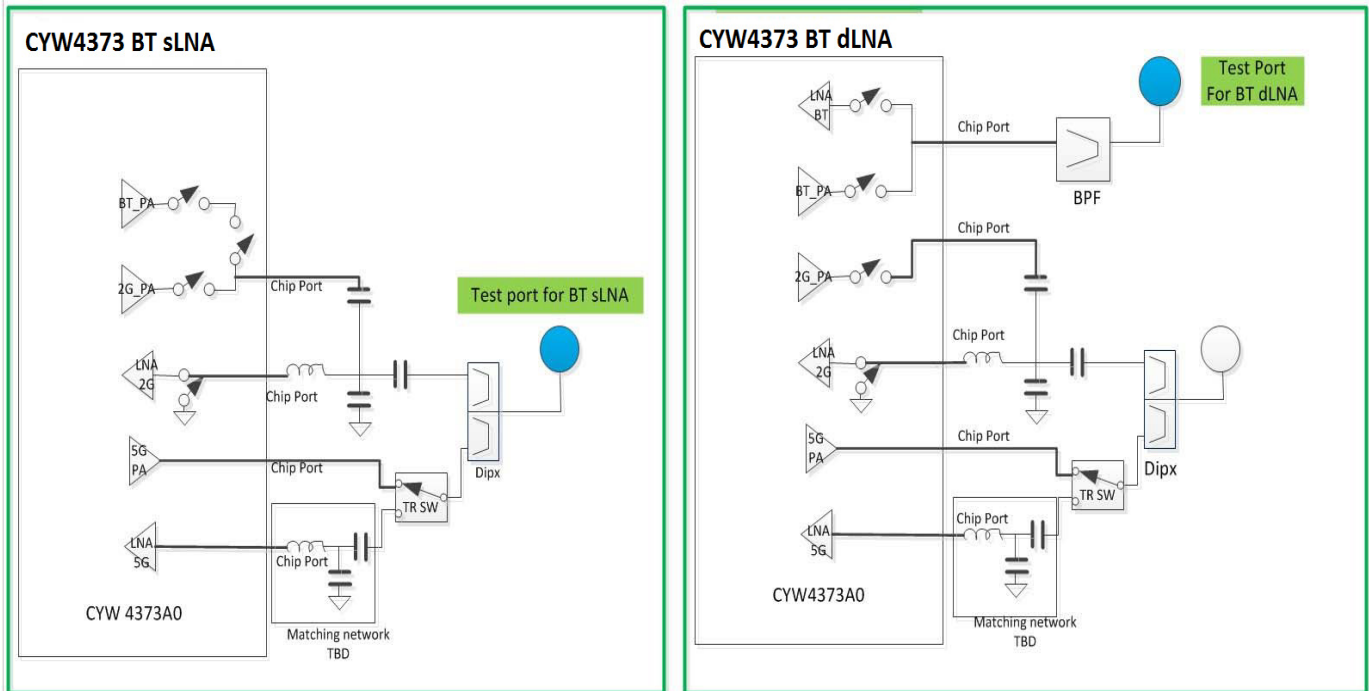 CYW4373 BT sLNA
BT_PA
2G_PA
Chip Port
Test port for BT sLNA
LNA
2G
Chip Port
5G
PA
Chip Port
Dipx
TR SW
LNA
5G
Chip Port
CYW 4373A0
Matching network
TBD
CYW4373 BT dLNA
Test Port
For BT dLNA
LNA
BT
Chip Port
BT_PA
BPF
Chip Port
2G_PA
Chip Port
LNA
2G
5G
PA
Chip Port
Dipx
TR SW
Chip Port
LNA
5G
CYW4373A0
Matching network
TBD